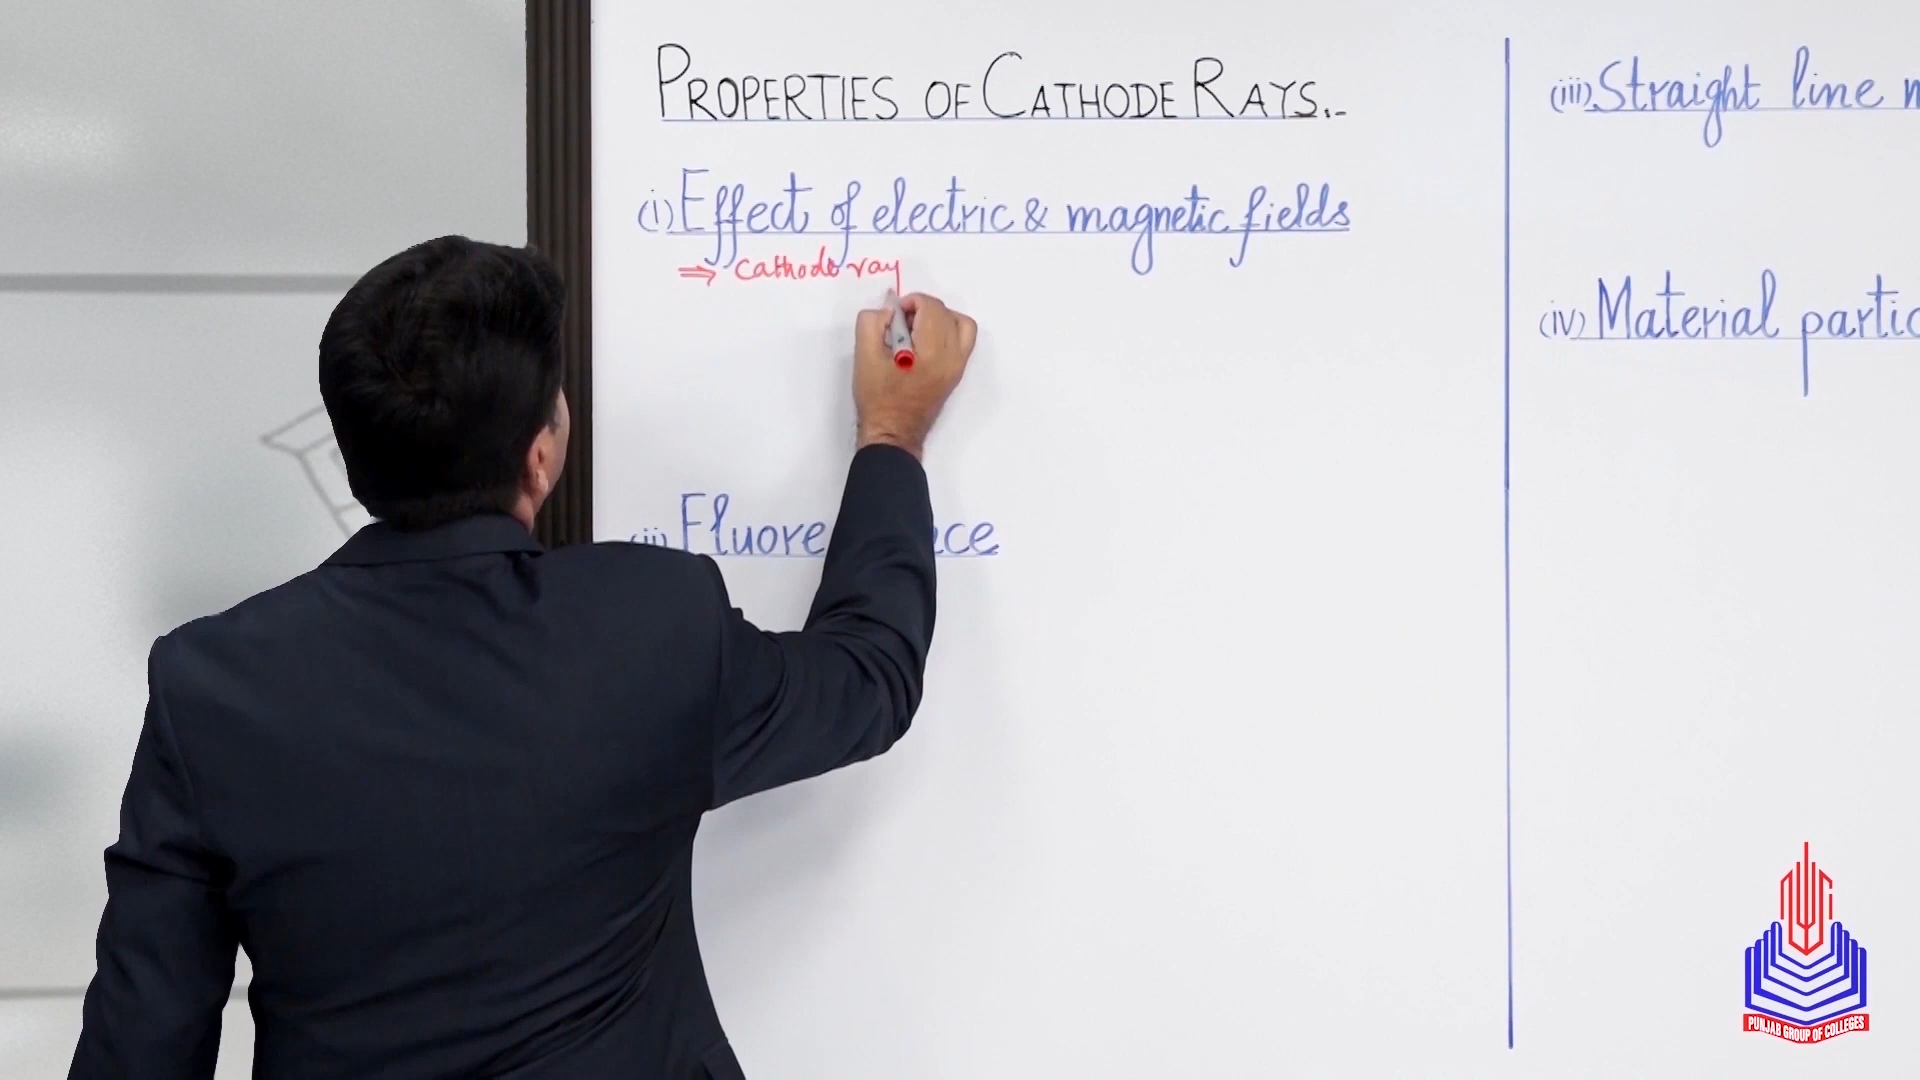 PROPERTIES OF CATHODE RAYS.-
(i) Effect of electric & magnetic fields
⇒ Cathode ray
(ii)
(iii) Straight line
(iv) Material
PUNJAB GROUP OF COLLEGES